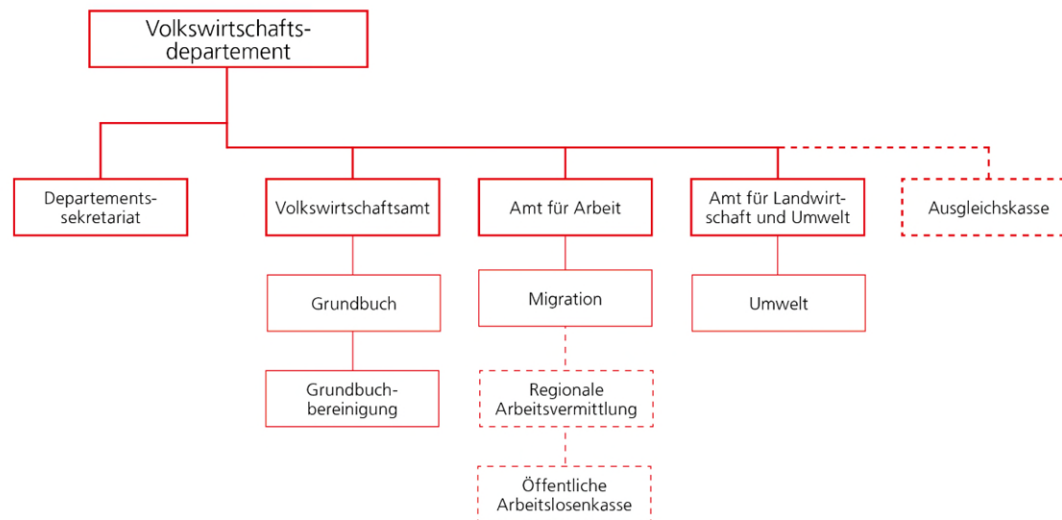 Volkswirtschafts-
departement
Departements-
sekretariat
Volkswirtschaftsamt
Amt für Arbeit
Amt für Landwirt-
schaft und Umwelt
Ausgleichskasse
Grundbuch
Migration
Umwelt
Grundbuch-
bereinigung
Regionale
Arbeitsvermittlung
Öffentliche
Arbeitslosenkasse